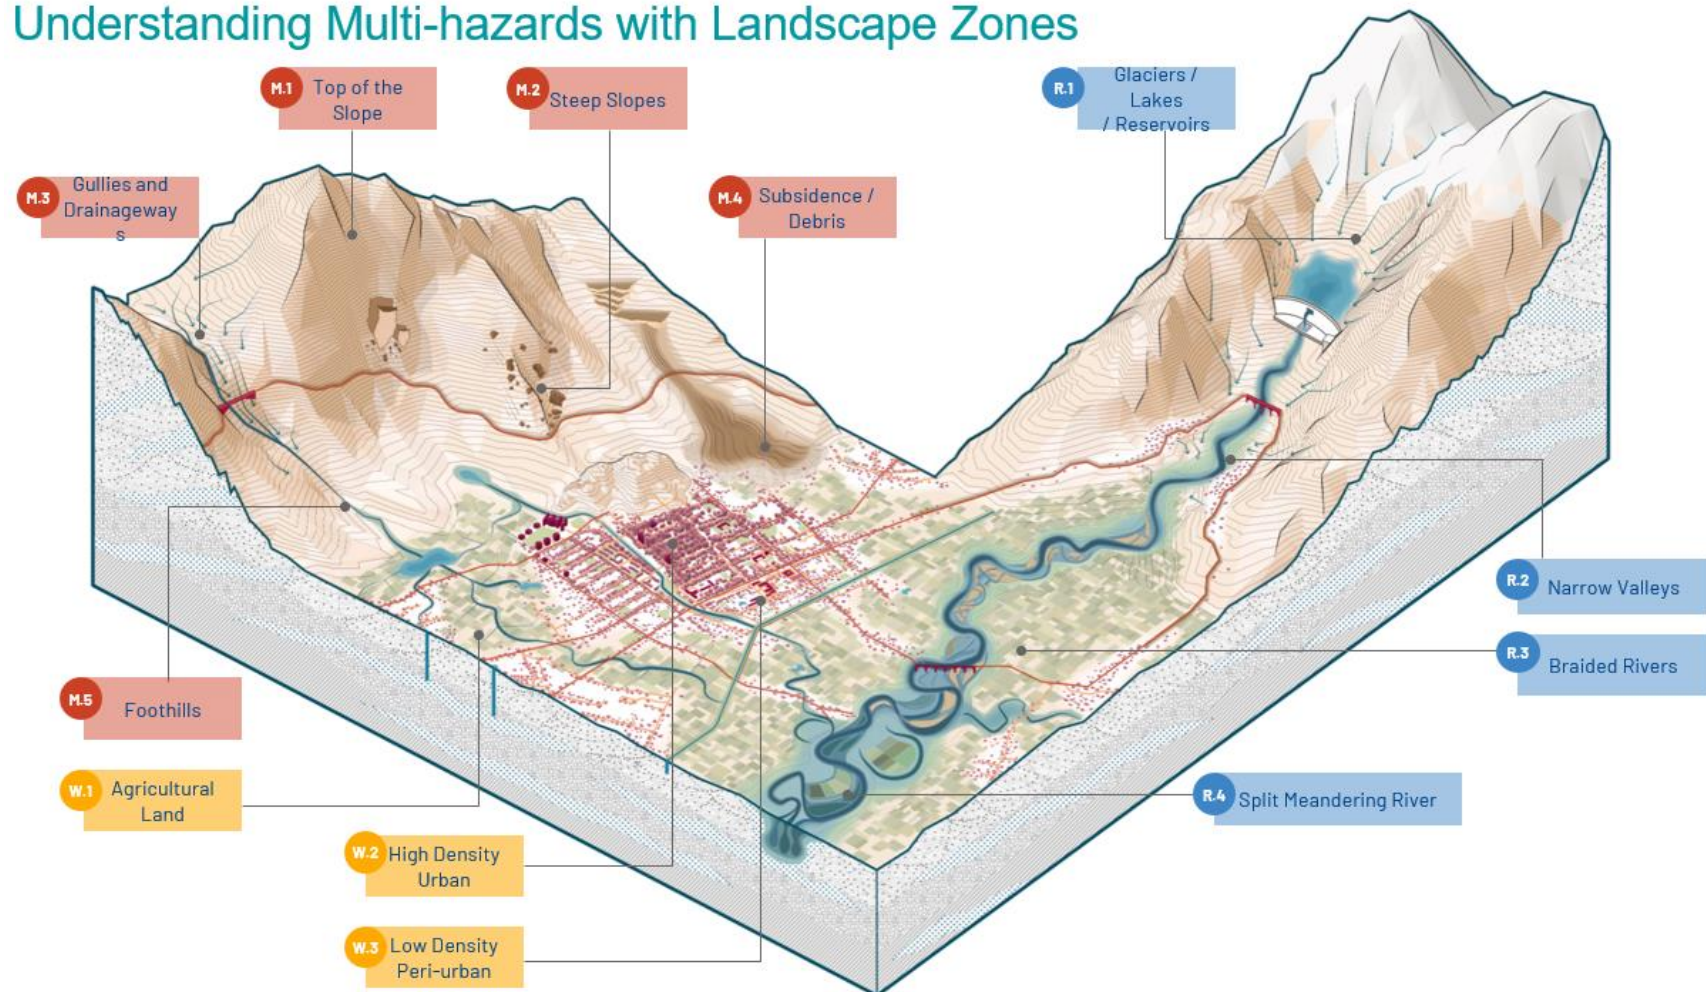 Understanding Multi-hazards with Landscape Zones
M.1
Top of the
Slope
M.2
Steep Slopes
R.1
Glaciers /
Lakes
/ Reservoirs
M.3
Gullies and
Drainageway
s
M.4
Subsidence /
Debris
R.2
Narrow Valleys
R.3
Braided Rivers
M.5
Foothills
W.1
Agricultural
Land
R.4
Split Meandering River
W.2
High Density
Urban
W.3
Low Density
Peri-urban